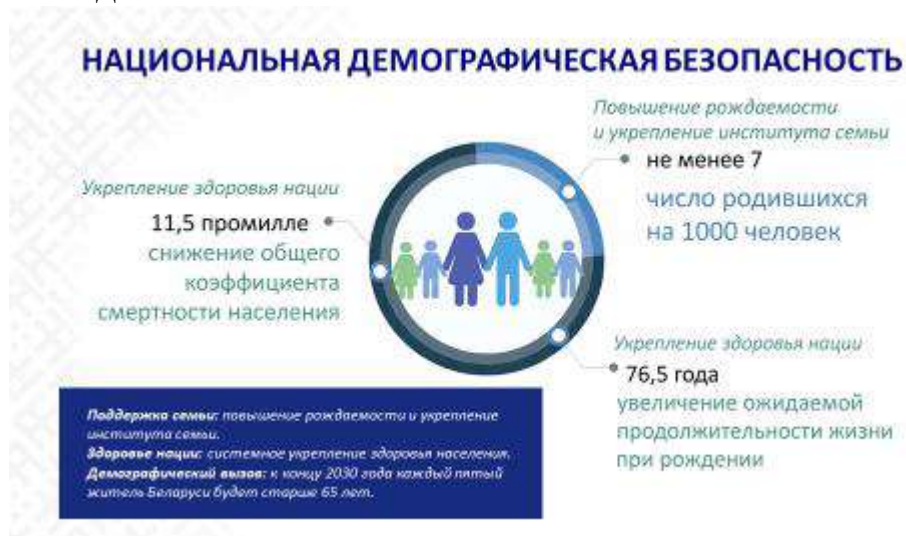 НАЦИОНАЛЬНАЯ ДЕМОГРАФИЧЕСКАЯ БЕЗОПАСНОСТЬ
Повышение рождаемости
и укрепление института семьи
не менее 7
число родившихся
на 1000 человек
Укрепление здоровья нации
11,5 промилле
снижение общего
коэффициента
смертности населения
Укрепление здоровья нации
76,5 года
увеличение ожидаемой
продолжительности жизни
при рождении
Поддержка семьи: повышение рождаемости и укрепление
института семьи.
Здоровье нации: системное укрепление здоровья населения.
Демографический вызов: к концу 2030 года каждый пятый
житель Беларуси будет старше 65 лет.